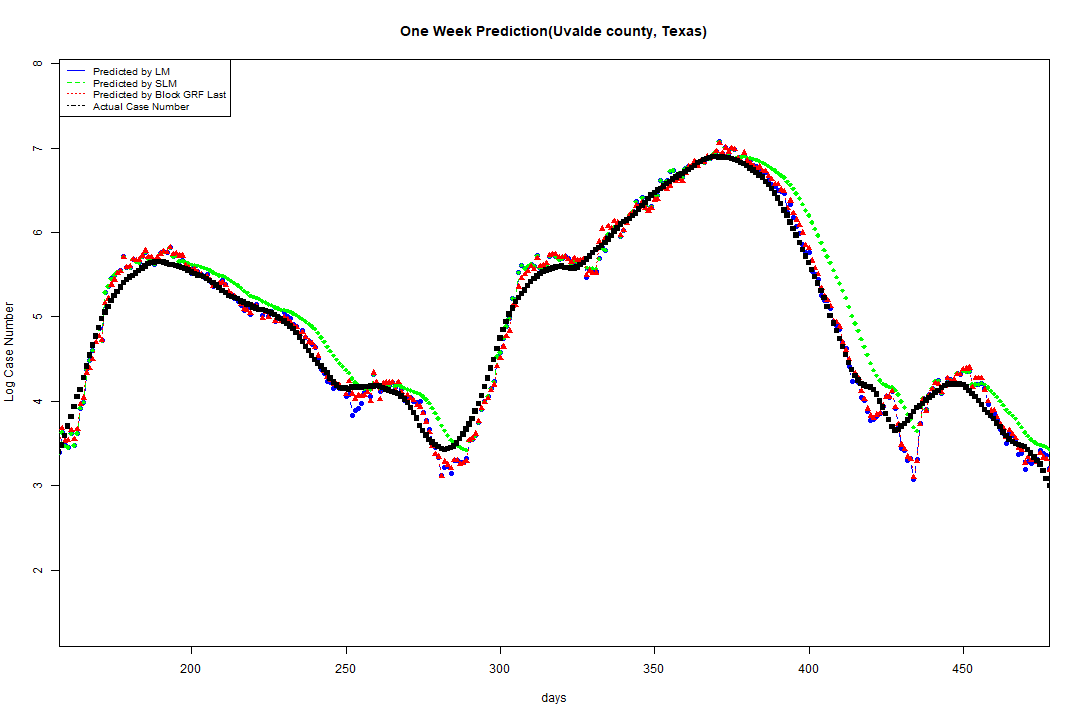 One Week Prediction(Uvalde county, Texas)
Predicted by LM
Predicted by SLM
Predicted by Block GRF Last
Actual Case Number
8
7
6
5
4
3
2
Log Case Number
200
250
300
350
400
450
days